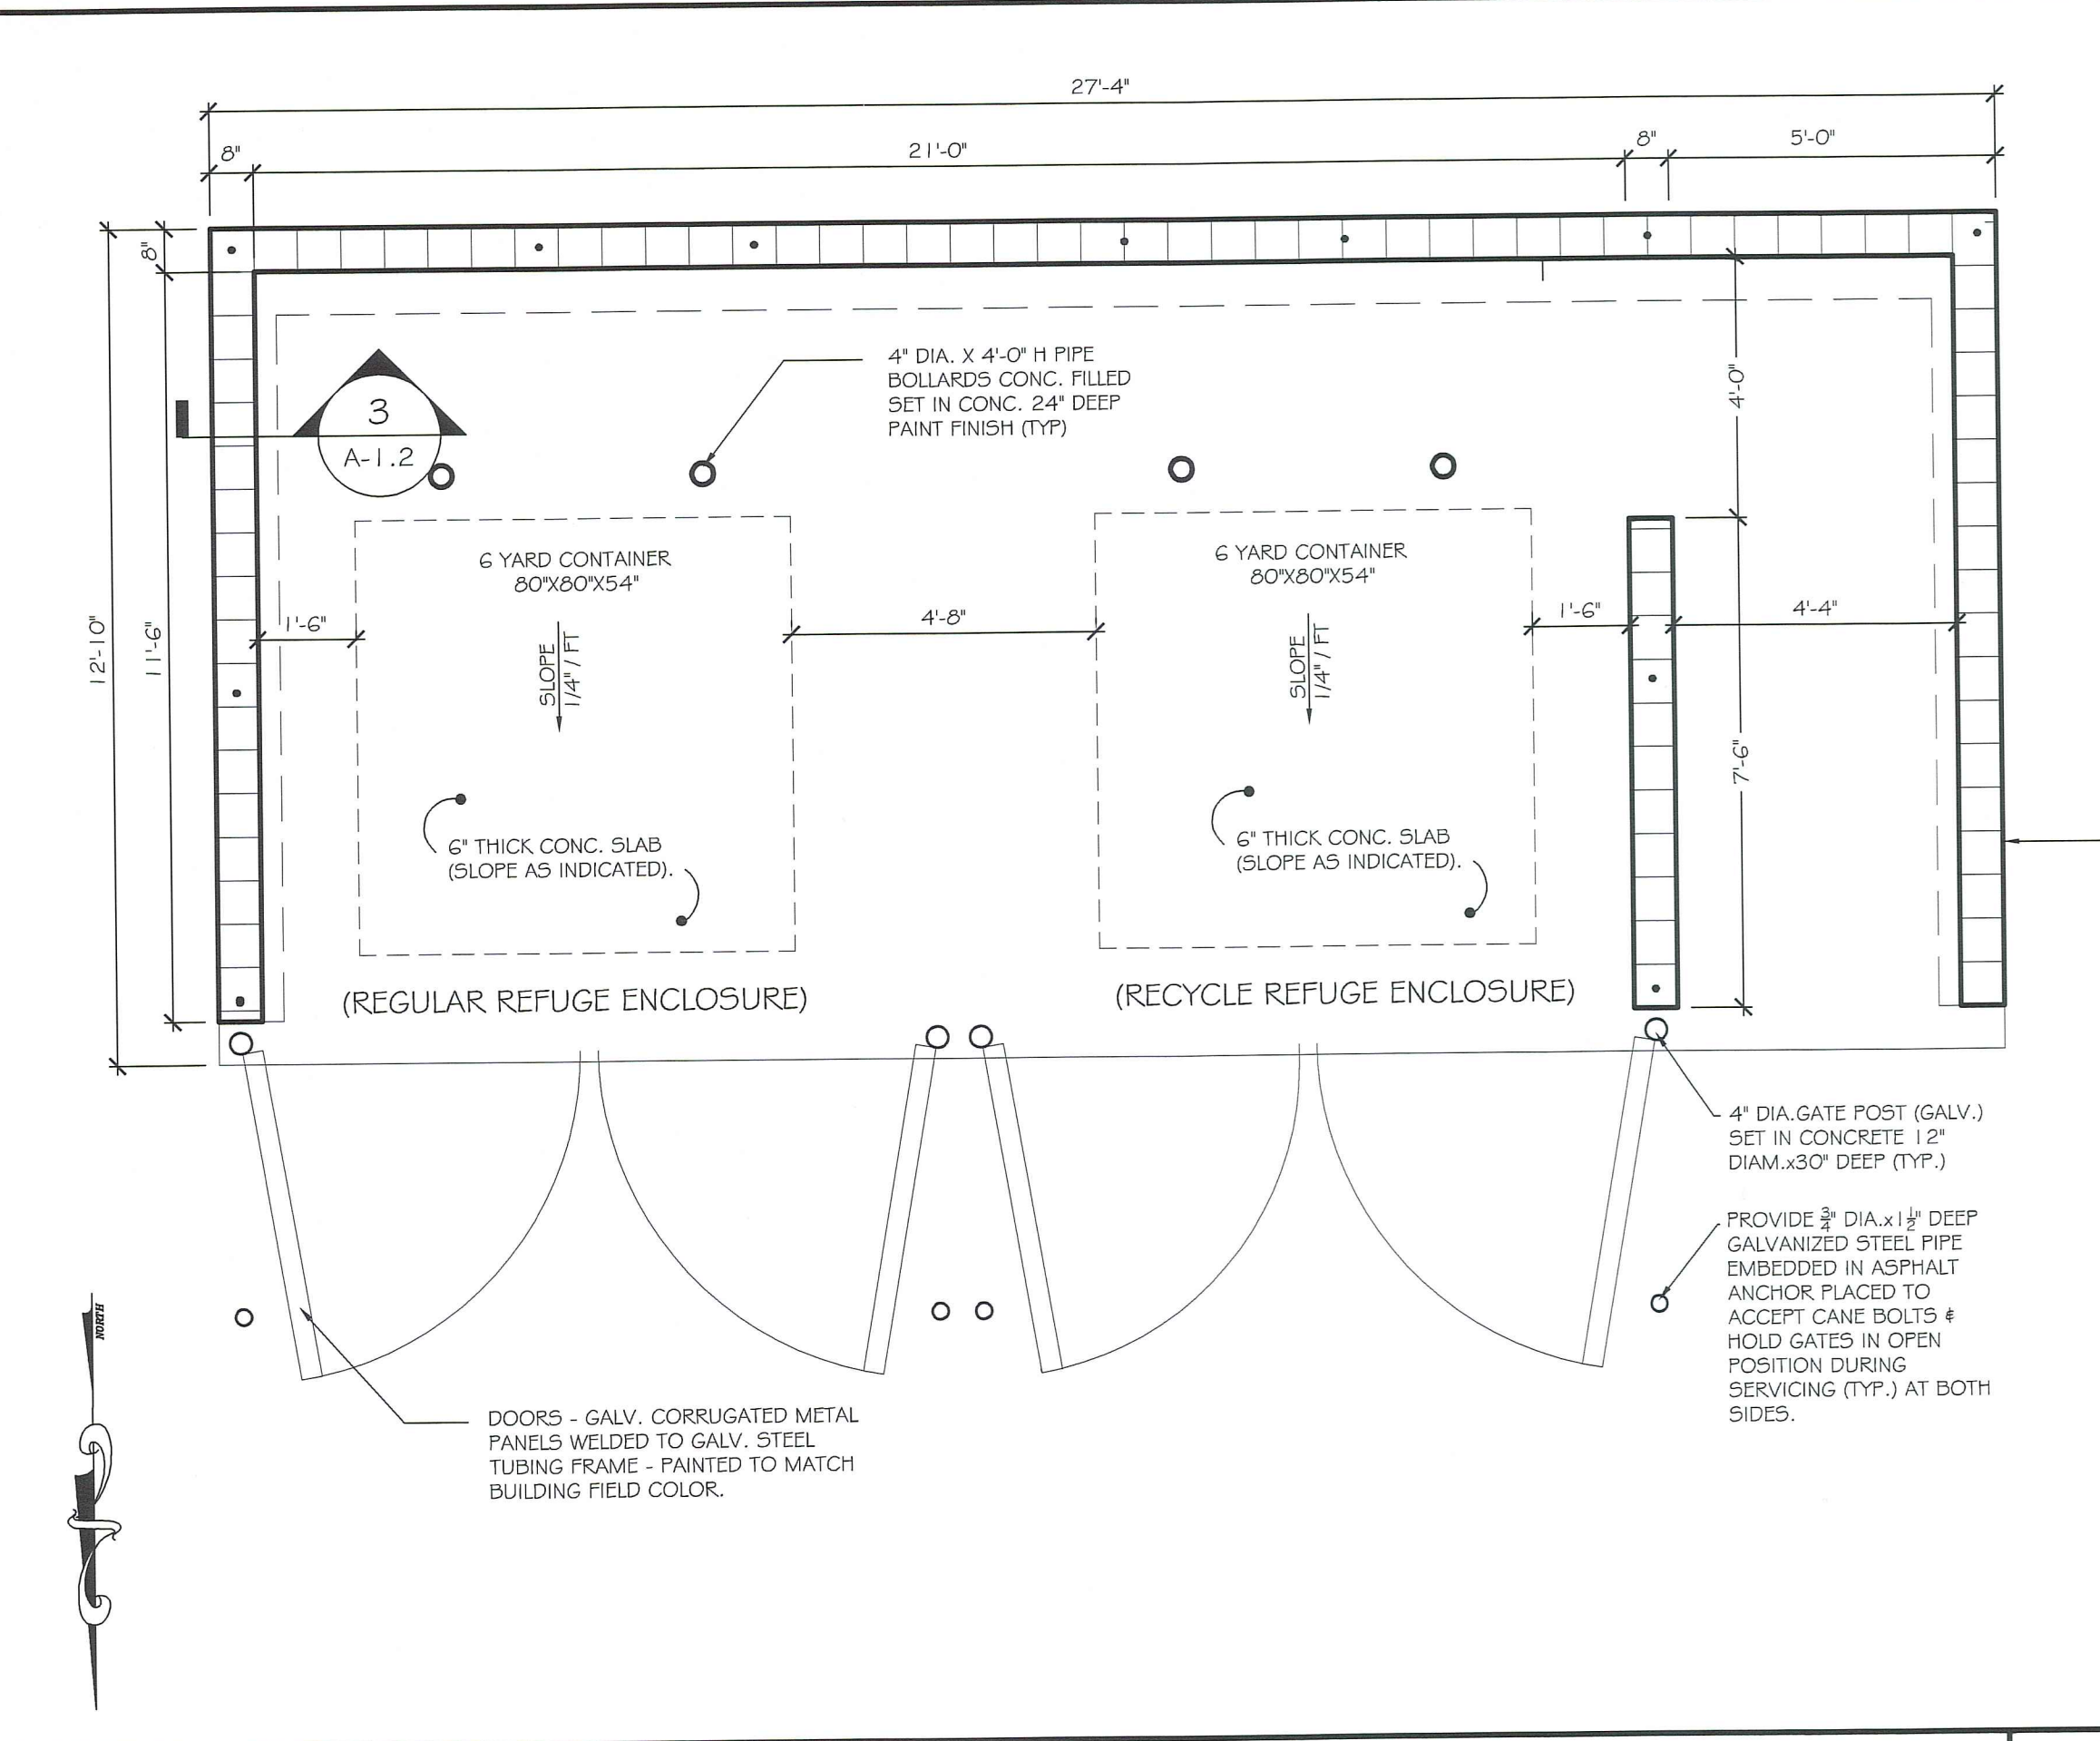 27'-4"
8"
21'-0"
8"
5'-0"
8"
4" DIA. X 4'-0" H PIPE
BOLLARDS CONC. FILLED
SET IN CONC. 24" DEEP
PAINT FINISH (TYP)
4'-0"
3
A-1.2
6 YARD CONTAINER
80"X80"X54"
6 YARD CONTAINER
80"X80"X54"
1'-6"
4'-8"
1'-6"
4'-4"
12'-10"
11'-6"
SLOPE
1/4" / FT
SLOPE
1/4" / FT
7'-6"
6" THICK CONC. SLAB
(SLOPE AS INDICATED).
6" THICK CONC. SLAB
(SLOPE AS INDICATED).
(REGULAR REFUGE ENCLOSURE)
(RECYCLE REFUGE ENCLOSURE)
4" DIA.GATE POST (GALV.)
SET IN CONCRETE 12"
DIAM.x30" DEEP (TYP.)
PROVIDE 3/4" DIA.x1 1/2" DEEP
GALVANIZED STEEL PIPE
EMBEDDED IN ASPHALT
ANCHOR PLACED TO
ACCEPT CANE BOLTS &
HOLD GATES IN OPEN
POSITION DURING
SERVICING (TYP.) AT BOTH
SIDES.
NORTH
DOORS - GALV. CORRUGATED METAL
PANELS WELDED TO GALV. STEEL
TUBING FRAME - PAINTED TO MATCH
BUILDING FIELD COLOR.